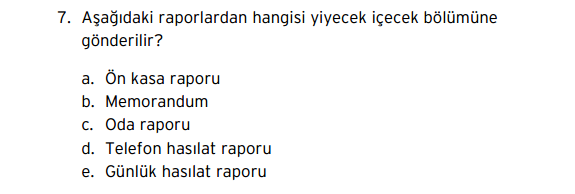 7. Aşağıdaki raporlardan hangisi yiyecek içecek bölümüne
gönderilir?
a. Ön kasa raporu
b. Memorandum
c. Oda raporu
d. Telefon hasılat raporu
e. Günlük hasılat raporu